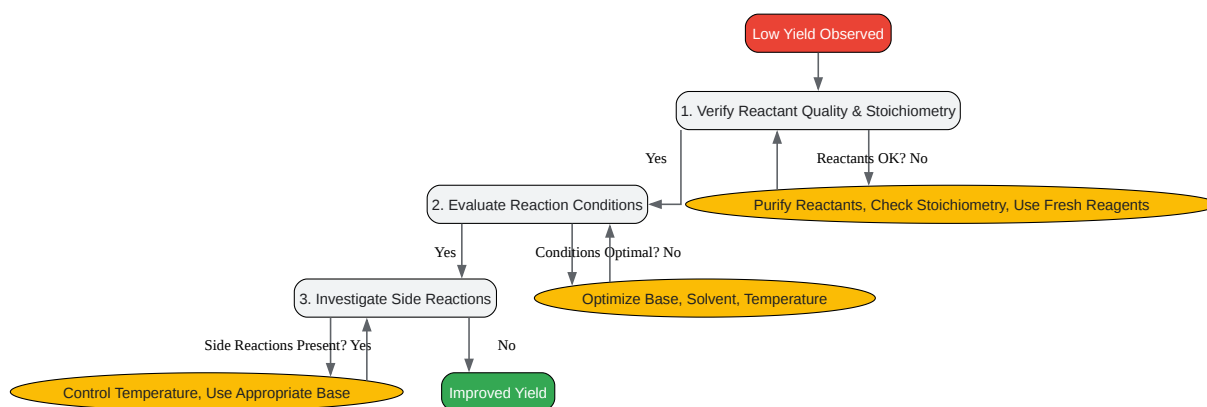 Low Yield Observed
1. Verify Reactant Quality & Stoichiometry
Yes
Reactants OK? No
2. Evaluate Reaction Conditions
Purify Reactants, Check Stoichiometry, Use Fresh Reagents
Yes
Conditions Optimal? No
3. Investigate Side Reactions
Optimize Base, Solvent, Temperature
Side Reactions Present? Yes
No
Control Temperature, Use Appropriate Base
Improved Yield